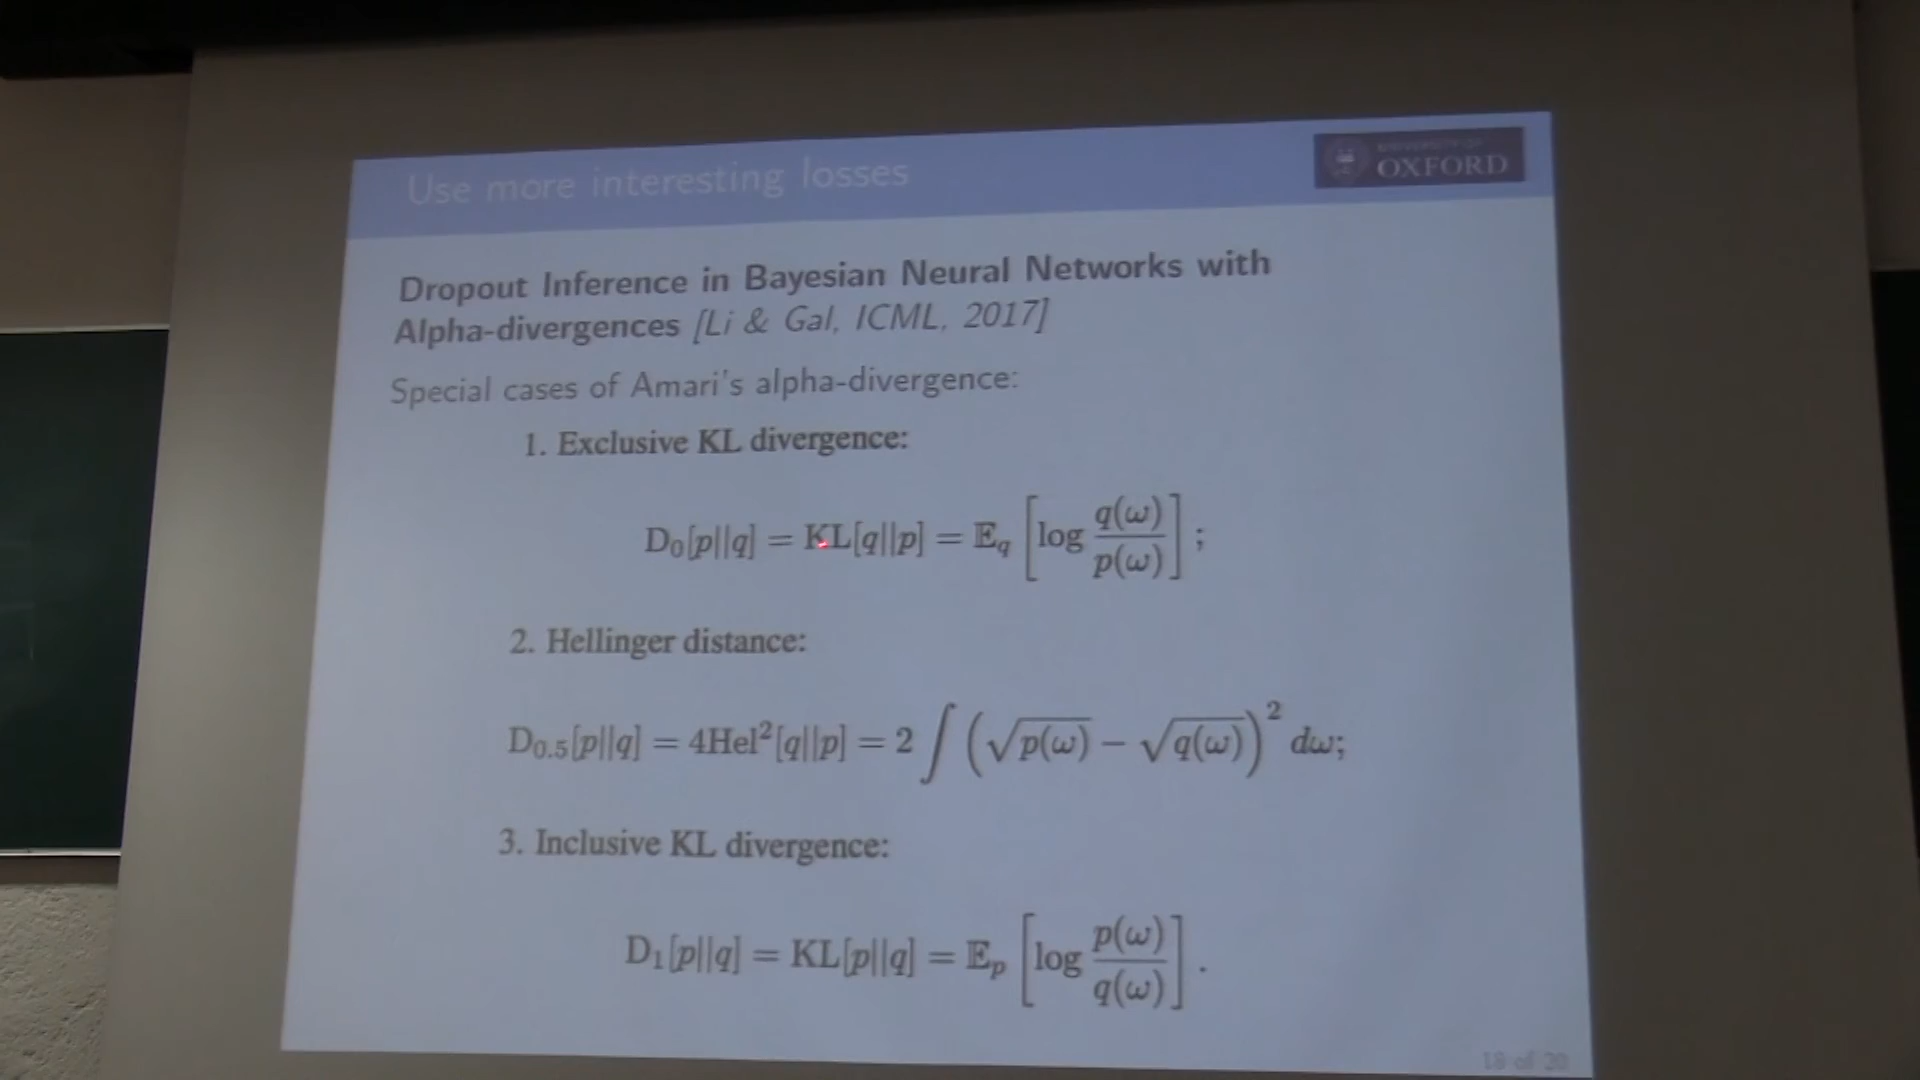 Use more interesting losses
UNIVERSITY OF
OXFORD
Dropout Inference in Bayesian Neural Networks with
Alpha-divergences [Li & Gal, ICML, 2017]
Special cases of Amari's alpha-divergence:
1. Exclusive KL divergence:
D₀[p||q] = KL[q||p] = 𝔼_q [log q(ω)/p(ω)] ;
2. Hellinger distance:
D₀.₅[p||q] = 4Hel²[q||p] = 2 ∫ (√p(ω) − √q(ω))² dω;
3. Inclusive KL divergence:
D₁[p||q] = KL[p||q] = 𝔼_p [log p(ω)/q(ω)] .
18 of 20